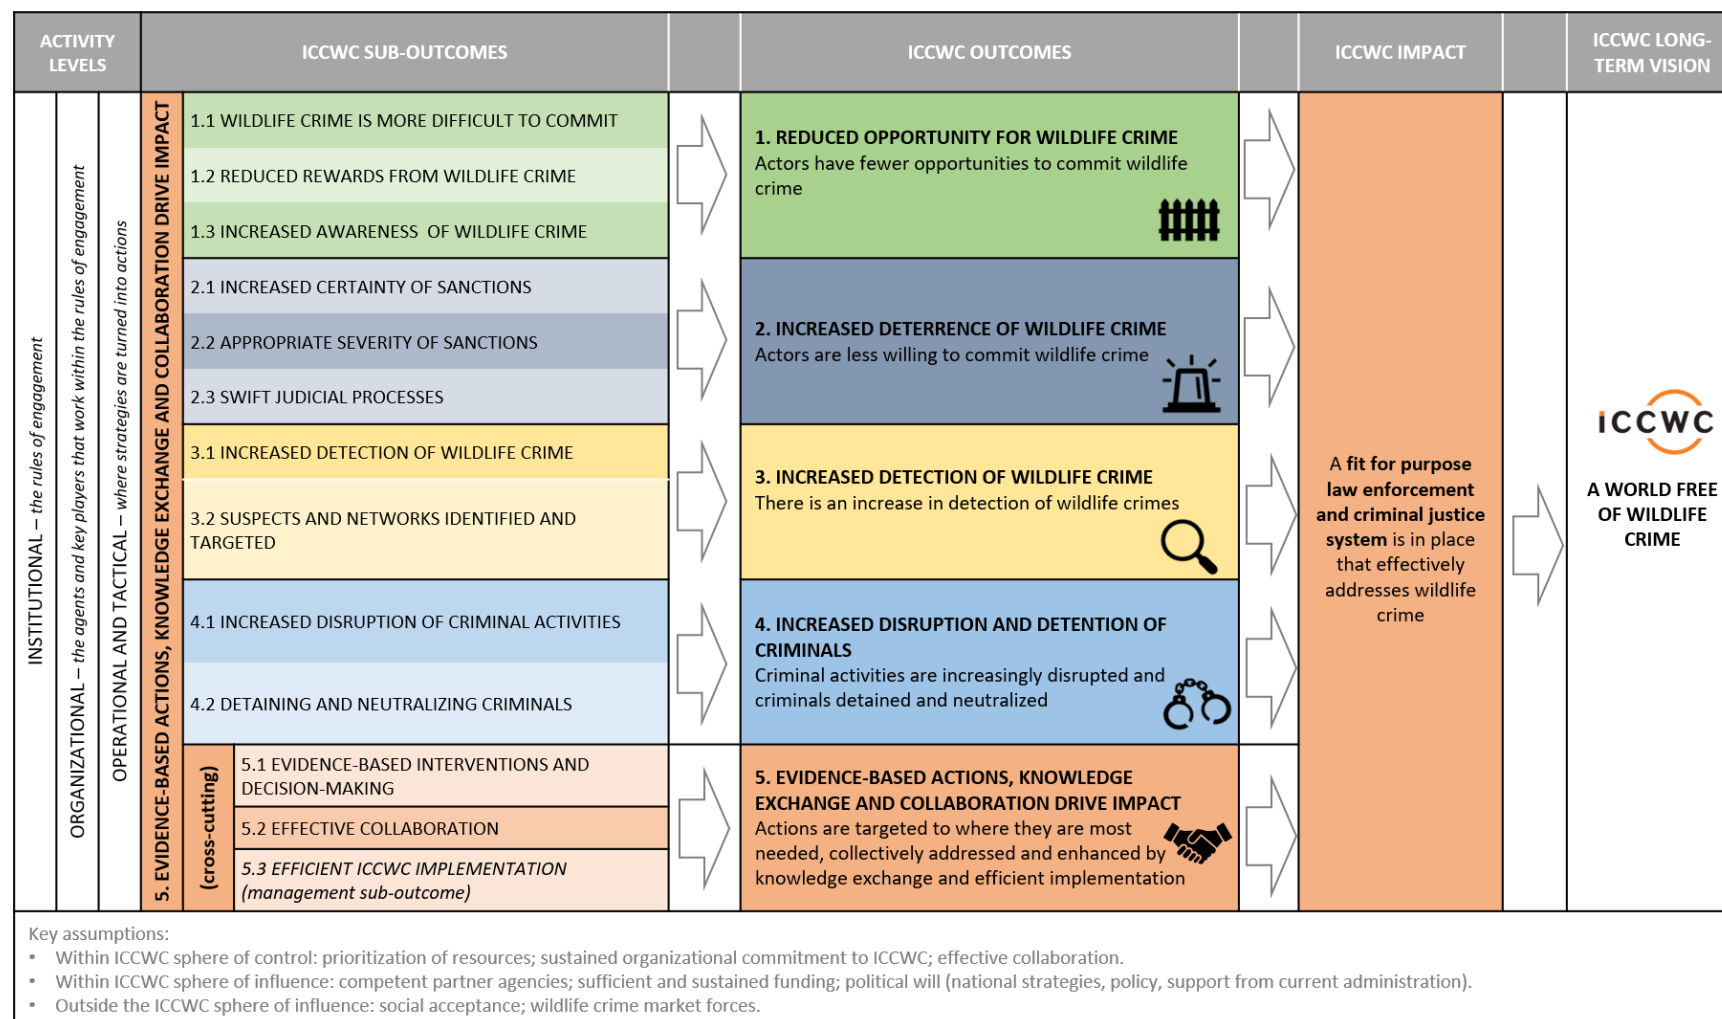 ACTIVITY
LEVELS
ICCWC SUB-OUTCOMES
ICCWC OUTCOMES
ICCWC IMPACT
ICCWC LONG-
TERM VISION
INSTITUTIONAL – the rules of engagement
ORGANIZATIONAL – the agents and key players that work within the rules of engagement
OPERATIONAL AND TACTICAL – where strategies are turned into actions
5. EVIDENCE-BASED ACTIONS, KNOWLEDGE EXCHANGE AND COLLABORATION DRIVE IMPACT
1.1 WILDLIFE CRIME IS MORE DIFFICULT TO COMMIT
1.2 REDUCED REWARDS FROM WILDLIFE CRIME
1.3 INCREASED AWARENESS OF WILDLIFE CRIME
2.1 INCREASED CERTAINTY OF SANCTIONS
2.2 APPROPRIATE SEVERITY OF SANCTIONS
2.3 SWIFT JUDICIAL PROCESSES
3.1 INCREASED DETECTION OF WILDLIFE CRIME
3.2 SUSPECTS AND NETWORKS IDENTIFIED AND
TARGETED
4.1 INCREASED DISRUPTION OF CRIMINAL ACTIVITIES
4.2 DETAINING AND NEUTRALIZING CRIMINALS
(cross-cutting)
5.1 EVIDENCE-BASED INTERVENTIONS AND
DECISION-MAKING
5.2 EFFECTIVE COLLABORATION
5.3 EFFICIENT ICCWC IMPLEMENTATION
(management sub-outcome)
1. REDUCED OPPORTUNITY FOR WILDLIFE CRIME
Actors have fewer opportunities to commit wildlife
crime
2. INCREASED DETERRENCE OF WILDLIFE CRIME
Actors are less willing to commit wildlife crime
3. INCREASED DETECTION OF WILDLIFE CRIME
There is an increase in detection of wildlife crimes
4. INCREASED DISRUPTION AND DETENTION OF
CRIMINALS
Criminal activities are increasingly disrupted and
criminals detained and neutralized
5. EVIDENCE-BASED ACTIONS, KNOWLEDGE
EXCHANGE AND COLLABORATION DRIVE IMPACT
Actions are targeted to where they are most
needed, collectively addressed and enhanced by
knowledge exchange and efficient implementation
A fit for purpose
law enforcement
and criminal justice
system is in place
that effectively
addresses wildlife
crime
ICCWC
A WORLD FREE
OF WILDLIFE
CRIME
Key assumptions:
• Within ICCWC sphere of control: prioritization of resources; sustained organizational commitment to ICCWC; effective collaboration.
• Within ICCWC sphere of influence: competent partner agencies; sufficient and sustained funding; political will (national strategies, policy, support from current administration).
• Outside the ICCWC sphere of influence: social acceptance; wildlife crime market forces.